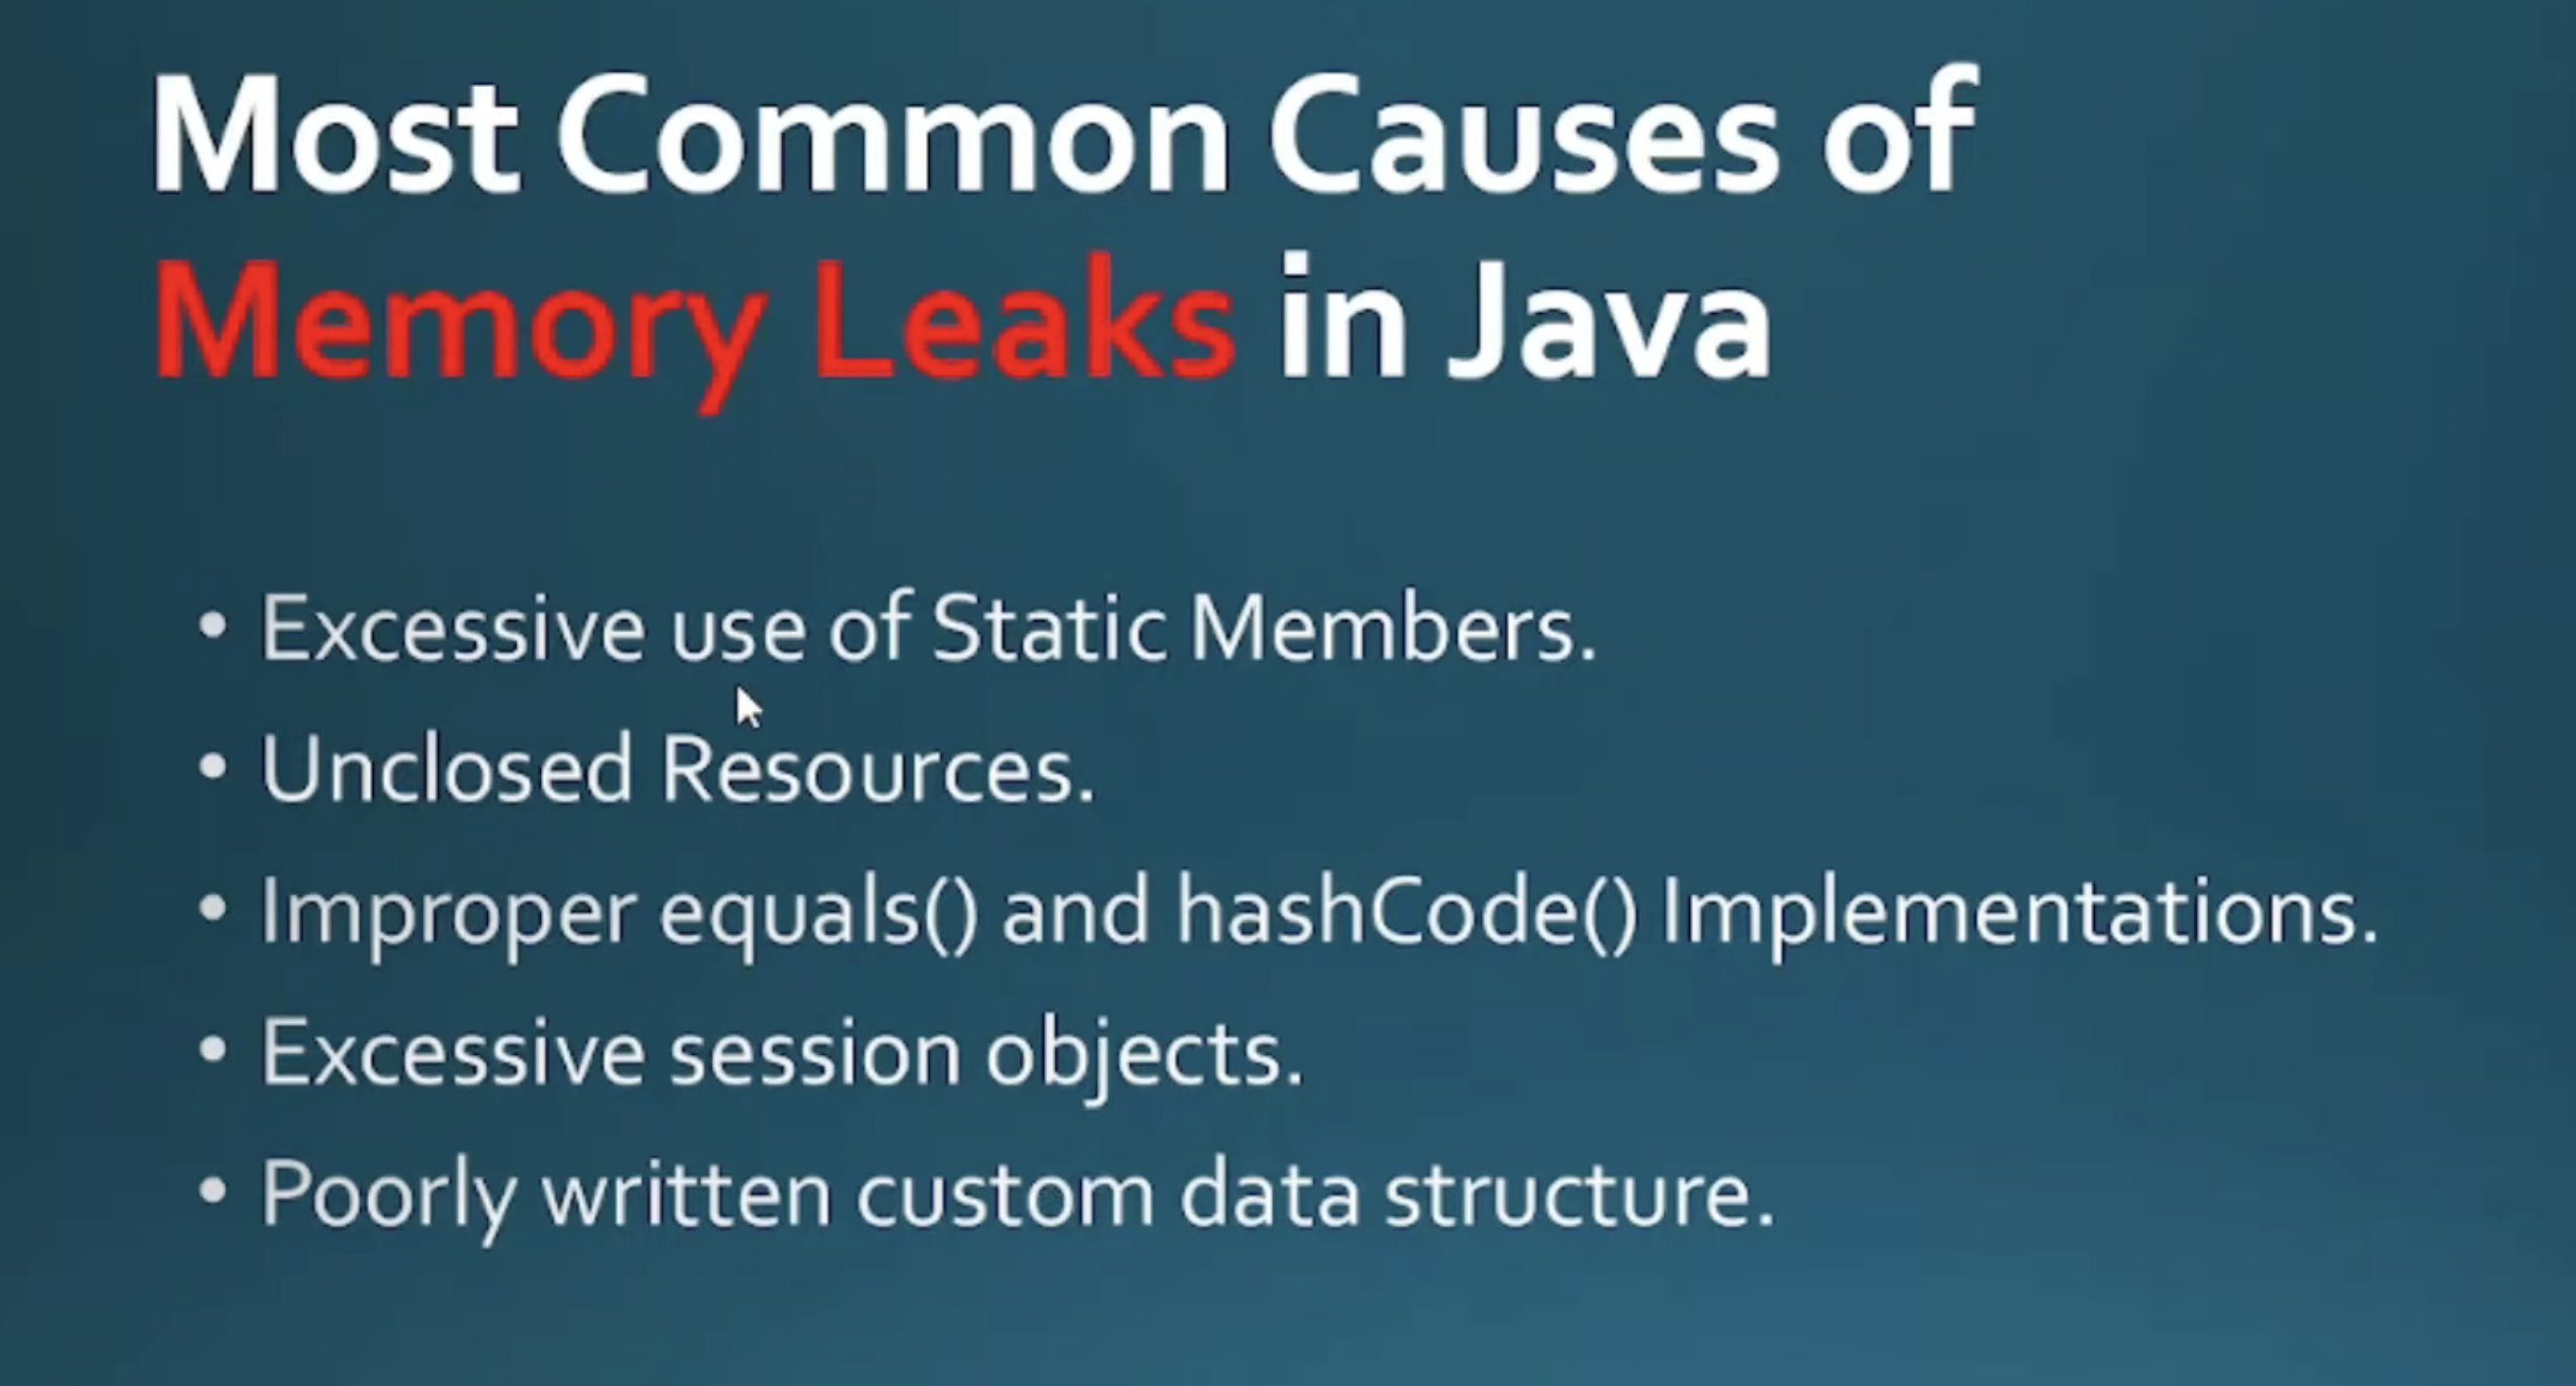 Most Common Causes of
Memory Leaks in Java
• Excessive use of Static Members.
• Unclosed Resources.
• Improper equals() and hashCode() Implementations.
• Excessive session objects.
• Poorly written custom data structure.